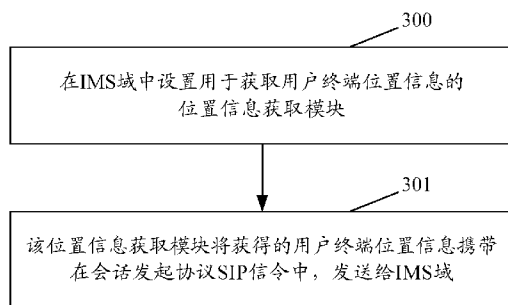 300
在IMS域中设置用于获取用户终端位置信息的
位置信息获取模块
301
该位置信息获取模块将获得的用户终端位置信息携带
在会话发起协议SIP信令中，发送给IMS域